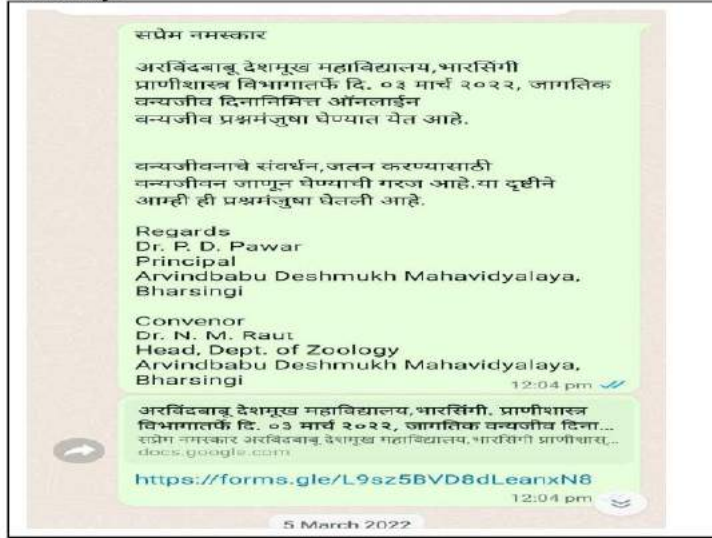 सप्रेम नमस्कार
अरविंदबाबू देशमुख महाविद्यालय,भारसिंगी
प्राणीशास्त्र विभागातर्फे दि. ०३ मार्च २०२२, जागतिक
वन्यजीव दिनानिमित्त ऑनलाईन
वन्यजीव प्रश्नमंजुषा घेण्यात येत आहे.
वन्यजीवनाचे संवर्धन,जतन करण्यासाठी
वन्यजीवन जाणून घेण्याची गरज आहे.या दृष्टीने
आम्ही ही प्रश्नमंजुषा घेतली आहे.
Regards
Dr. P. D. Pawar
Principal
Arvindbabu Deshmukh Mahavidyalaya,
Bharsingi
Convenor
Dr. N. M. Raut
Head, Dept. of Zoology
Arvindbabu Deshmukh Mahavidyalaya,
Bharsingi
12:04 pm
अरविंदबाबू देशमुख महाविद्यालय,भारसिंगी. प्राणीशास्त्र
विभागातर्फे दि. ०३ मार्च २०२२, जागतिक वन्यजीव दिना...
सप्रेम नमस्कार अरविंदबाबू देशमुख महाविद्यालय,भारसिंगी प्राणीशास्...
docs.google.com
https://forms.gle/L9sz5BVD8dLeanxN8
12:04 pm
5 March 2022